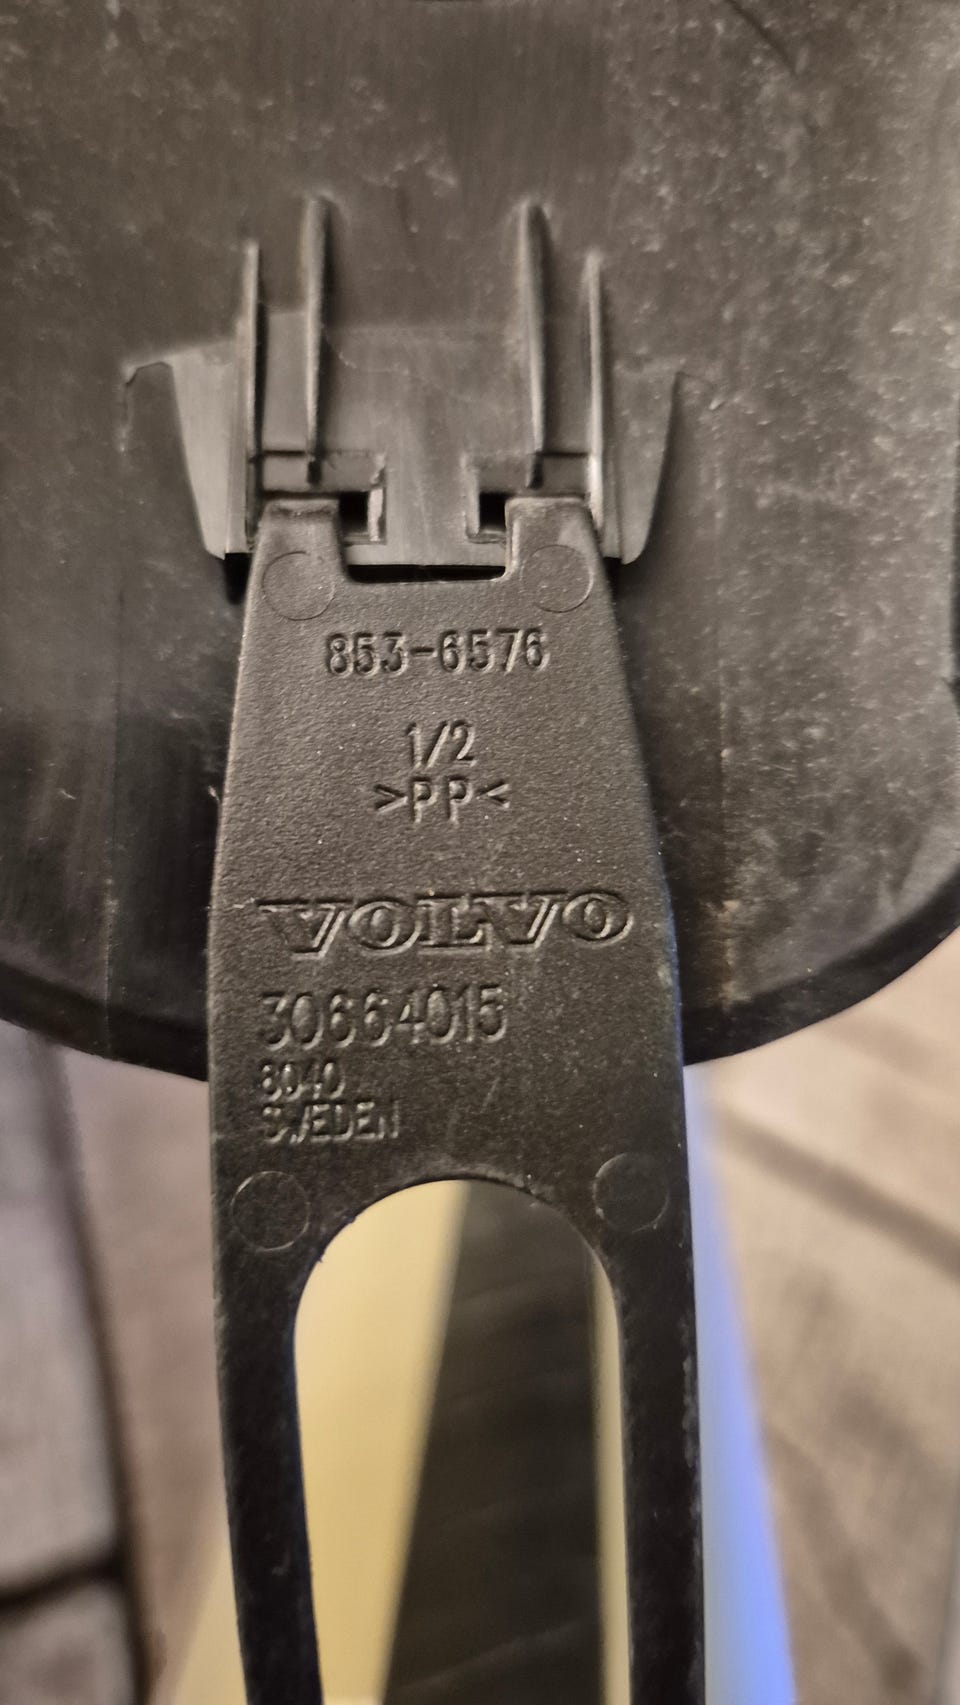 853-6576
1/2
>PP<
VOLVO
30664015
8040
SWEDEN